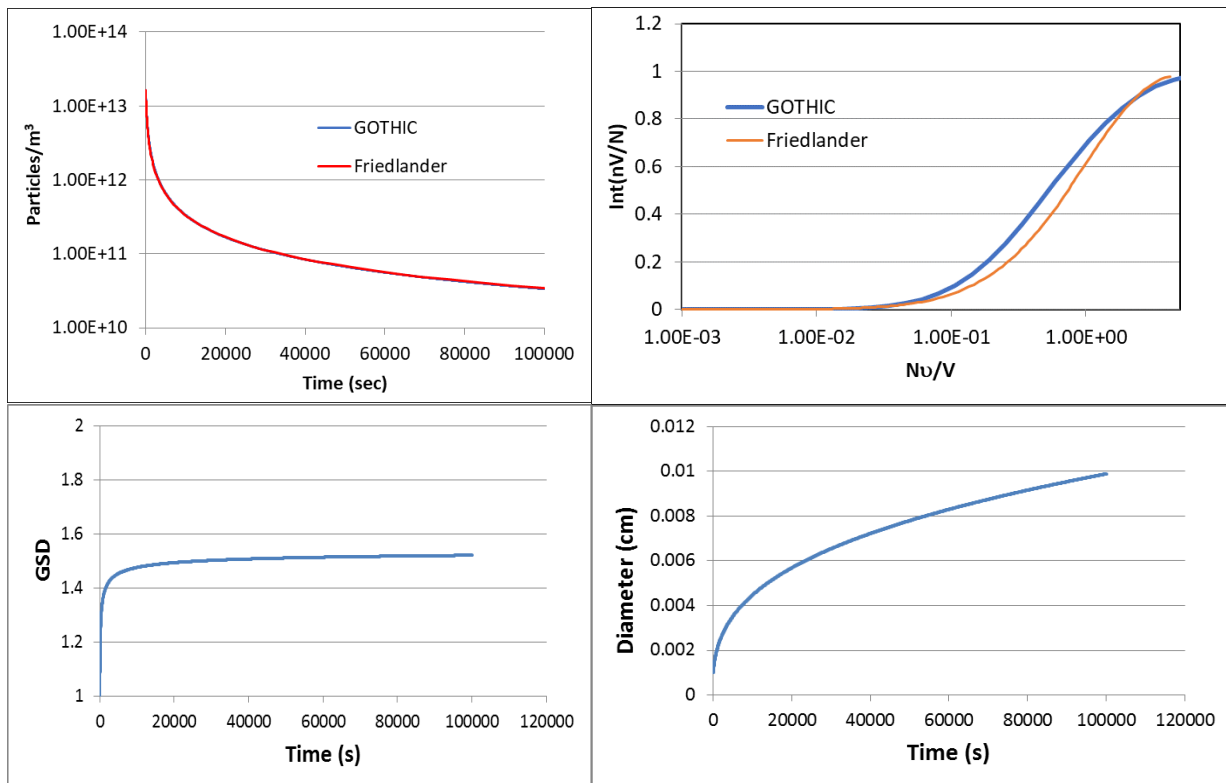 1.00E+14
1.00E+13
1.00E+12
1.00E+11
1.00E+10
Particles/m³
GOTHIC
Friedlander
0 20000 40000 60000 80000 100000
Time (sec)
1.2
1
0.8
0.6
0.4
0.2
0
Int(nV/N)
GOTHIC
Friedlander
1.00E-03 1.00E-02 1.00E-01 1.00E+00
Nυ/V
2
1.8
1.6
1.4
1.2
1
GSD
0 20000 40000 60000 80000 100000 120000
Time (s)
0.012
0.01
0.008
0.006
0.004
0.002
0
Diameter (cm)
0 20000 40000 60000 80000 100000 120000
Time (s)